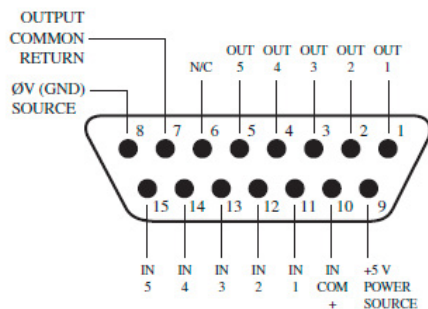 OUTPUT
COMMON
RETURN
ØV (GND)
SOURCE
N/C
OUT
5
OUT
4
OUT
3
OUT
2
OUT
1
8 7 6 5 4 3 2 1
15 14 13 12 11 10 9
IN
5
IN
4
IN
3
IN
2
IN
1
IN
COM
+
+5 V
POWER
SOURCE